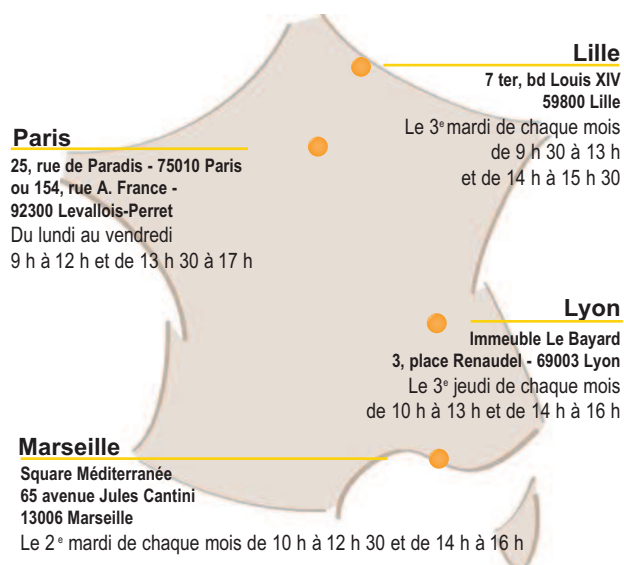 Lille
7 ter, bd Louis XIV
59800 Lille
Le 3e mardi de chaque mois
de 9 h 30 à 13 h
et de 14 h à 15 h 30
Paris
25, rue de Paradis - 75010 Paris
ou 154, rue A. France -
92300 Levallois-Perret
Du lundi au vendredi
9 h à 12 h et de 13 h 30 à 17 h
Lyon
Immeuble Le Bayard
3, place Renaudel - 69003 Lyon
Le 3e jeudi de chaque mois
de 10 h à 13 h et de 14 h à 16 h
Marseille
Square Méditerranée
65 avenue Jules Cantini
13006 Marseille
Le 2e mardi de chaque mois de 10 h à 12 h 30 et de 14 h à 16 h